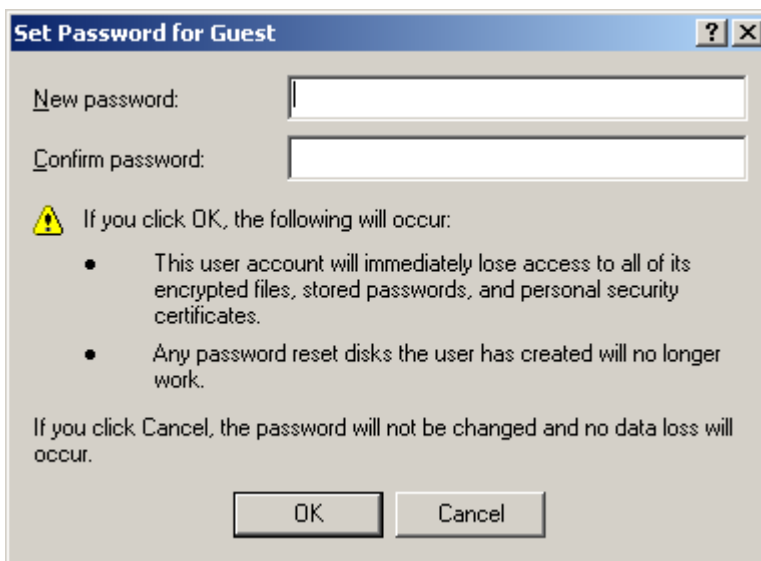 Set Password for Guest
New password:
Confirm password:
If you click OK, the following will occur:
● This user account will immediately lose access to all of its
encrypted files, stored passwords, and personal security
certificates.
● Any password reset disks the user has created will no longer
work.
If you click Cancel, the password will not be changed and no data loss will
occur.
OK Cancel